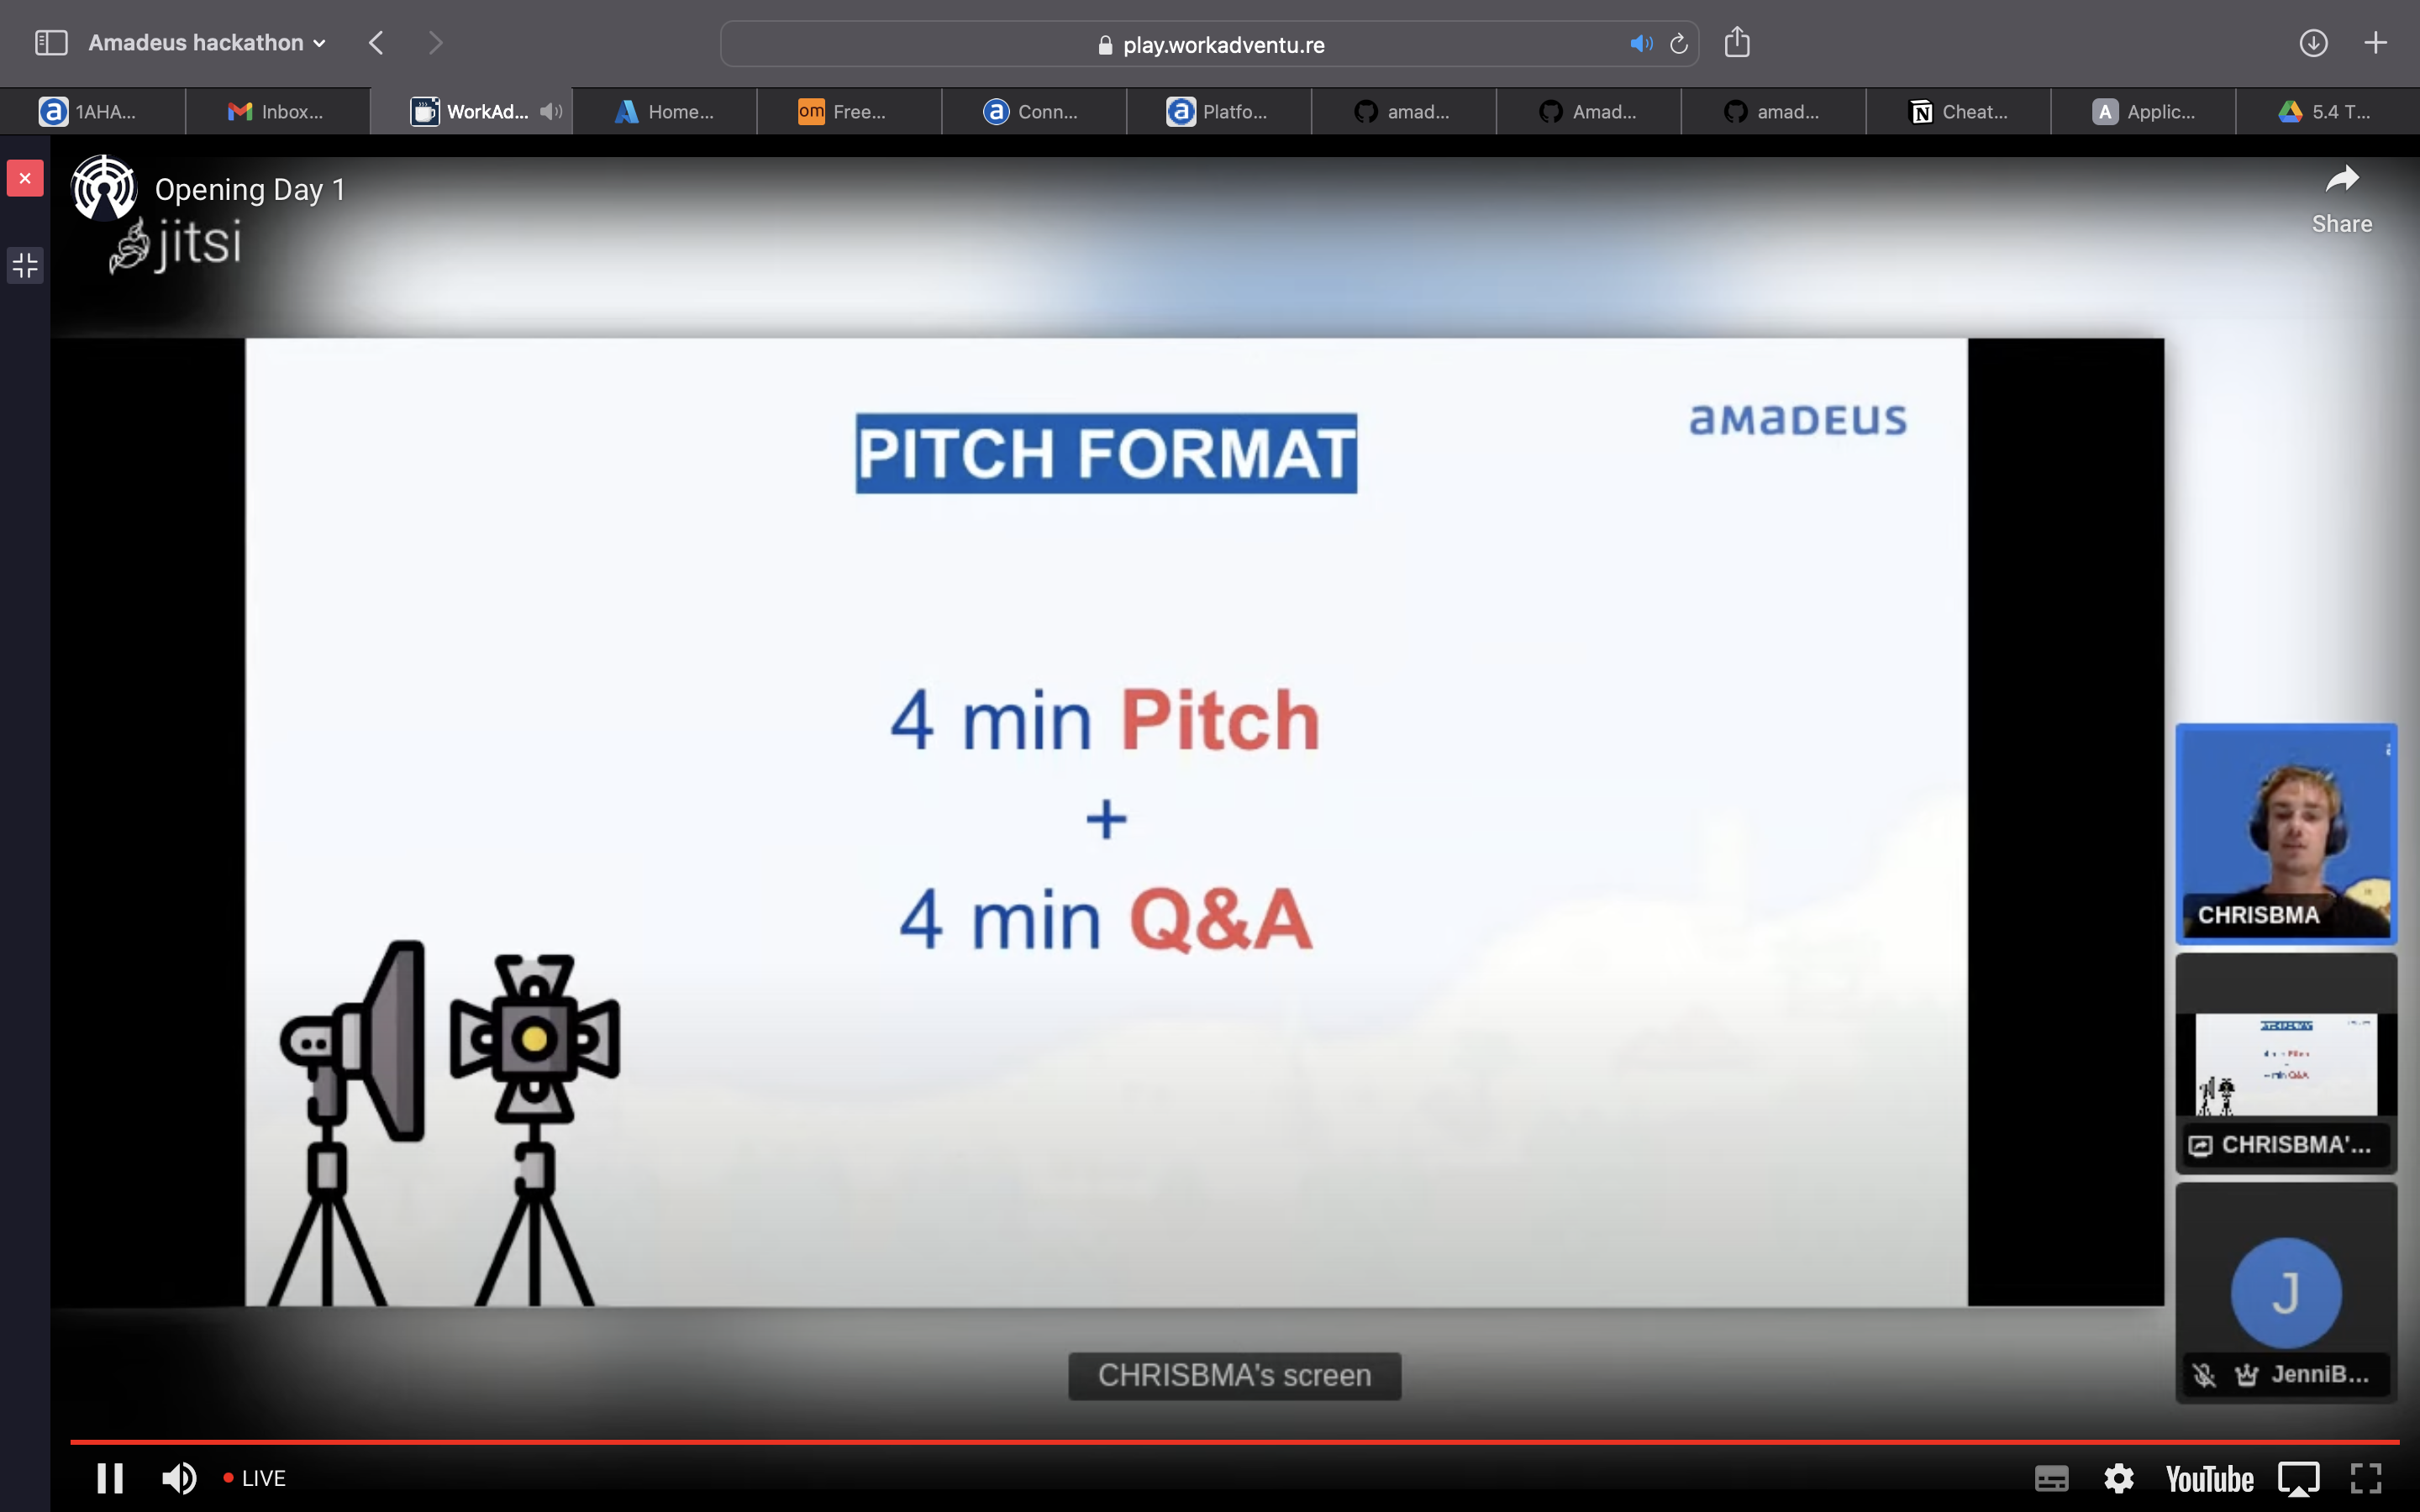 Amadeus hackathon
play.workadventu.re
1AHA...
Inbox...
WorkAd...
Home...
om Free...
Conn...
Platfo...
amad...
Amad...
amad...
Cheat...
A Applic...
5.4 T...
Opening Day 1
Share
jitsi
PITCH FORMAT
aMaDEUS
4 min Pitch
+
4 min Q&A
CHRISBMA
CHRISBMA'...
J
JenniB...
CHRISBMA's screen
LIVE
YouTube